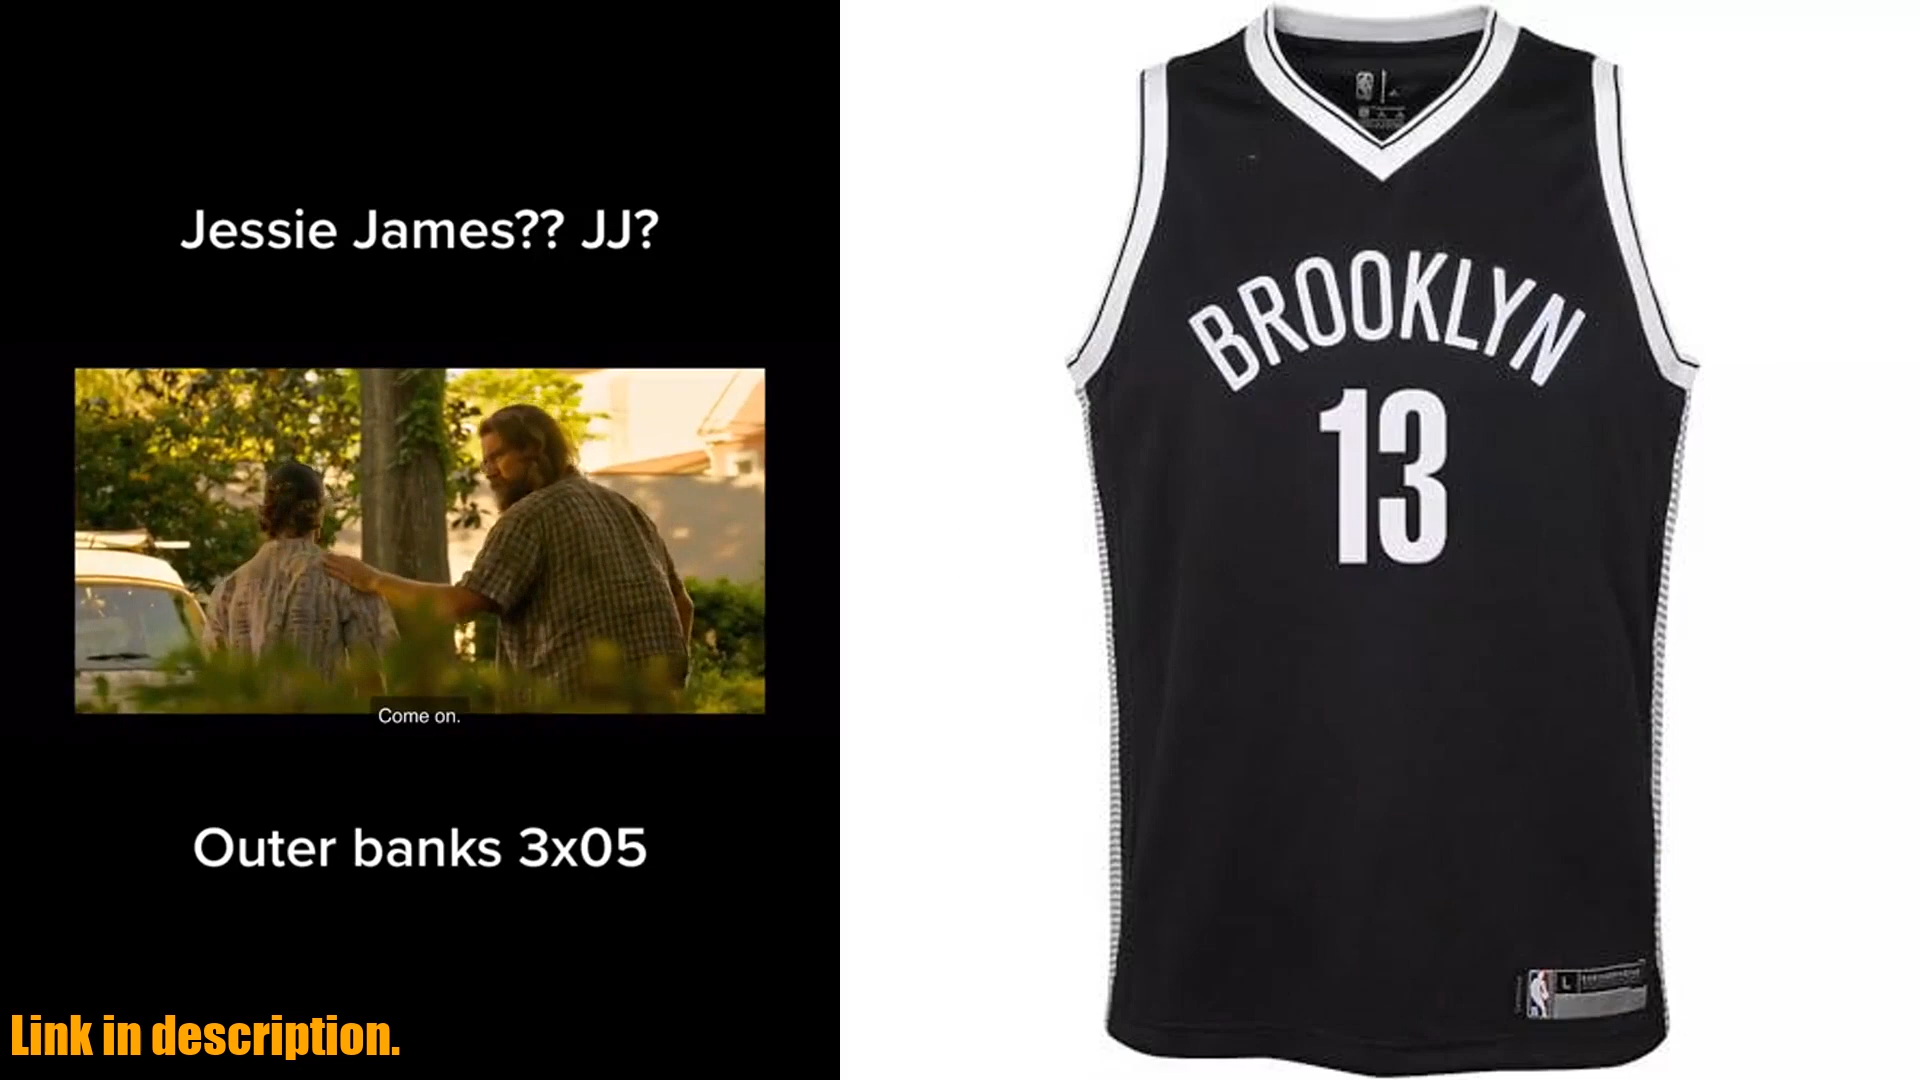 Jessie James?? JJ?
Come on.
Outer banks 3x05
Link in description.
BROOKLYN
13
L